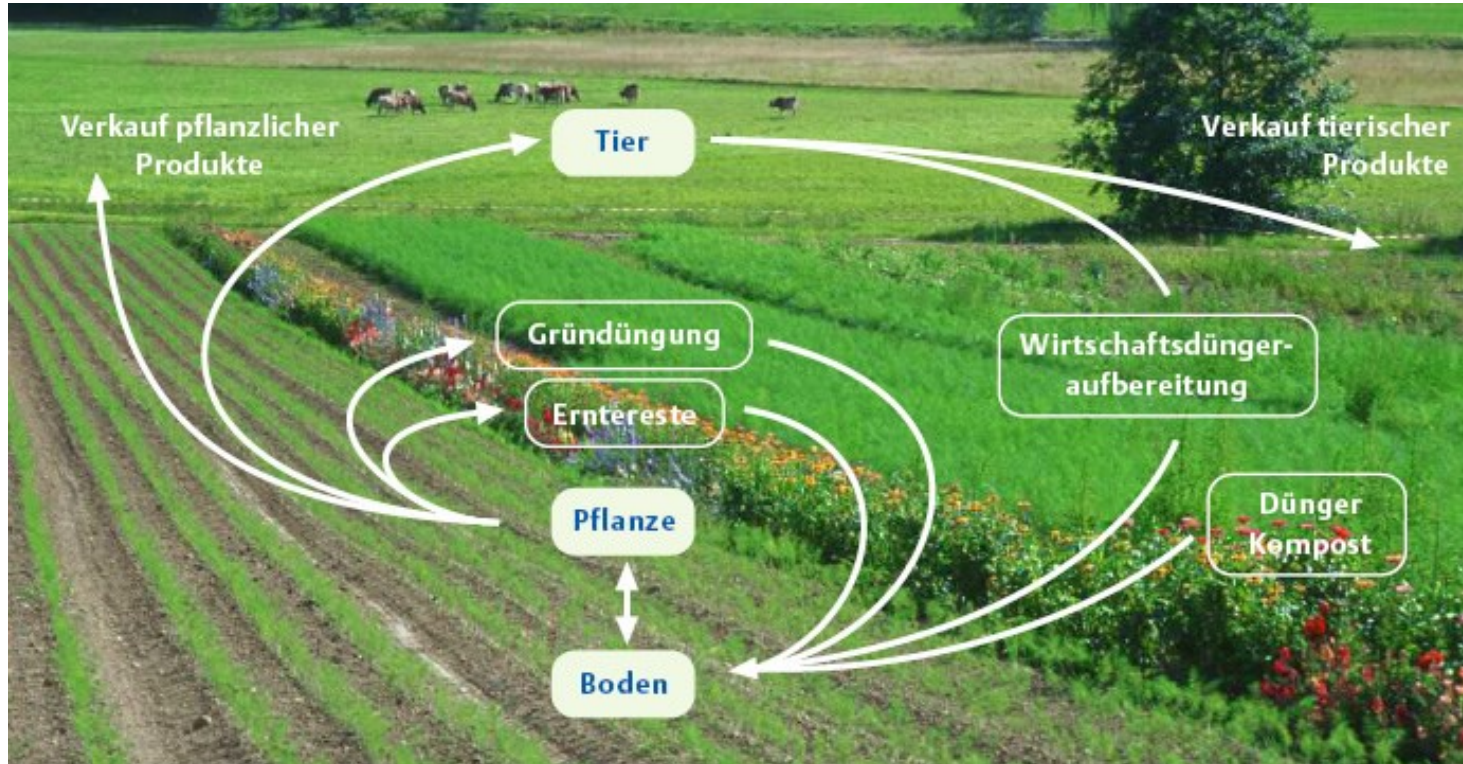 Verkauf pflanzlicher
Produkte
Tier
Verkauf tierischer
Produkte
Gründüngung
Wirtschaftsdünger-
aufbereitung
Erntereste
Pflanze
Dünger
Kompost
Boden